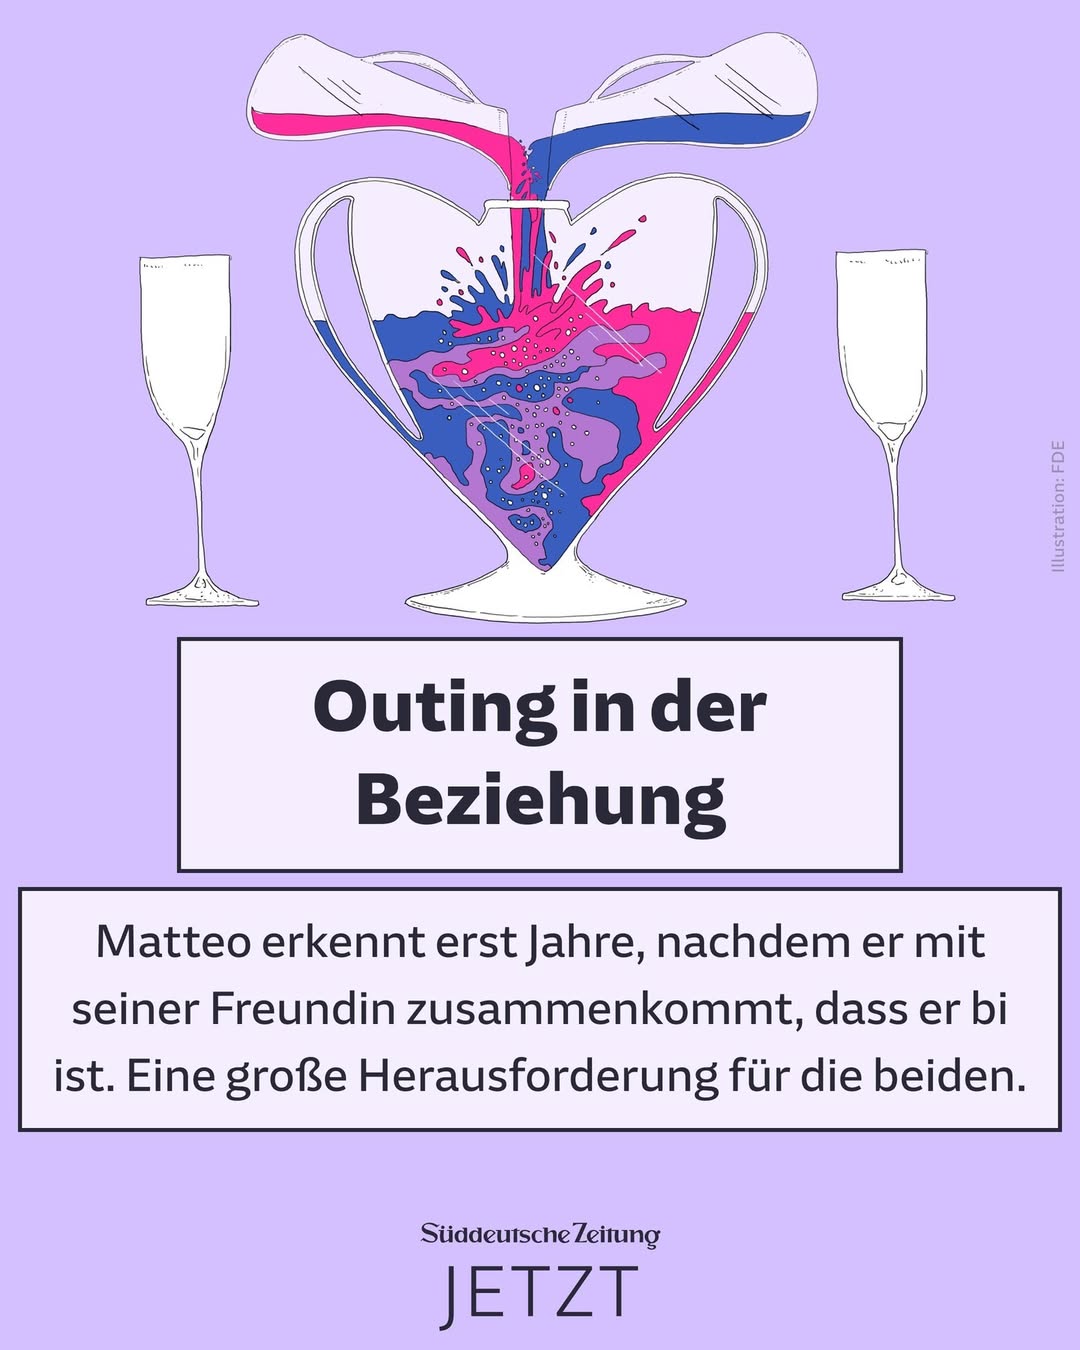 Illustration: FDE
Outing in der
Beziehung
Matteo erkennt erst Jahre, nachdem er mit
seiner Freundin zusammenkommt, dass er bi
ist. Eine große Herausforderung für die beiden.
Süddeutsche Zeitung
JETZT